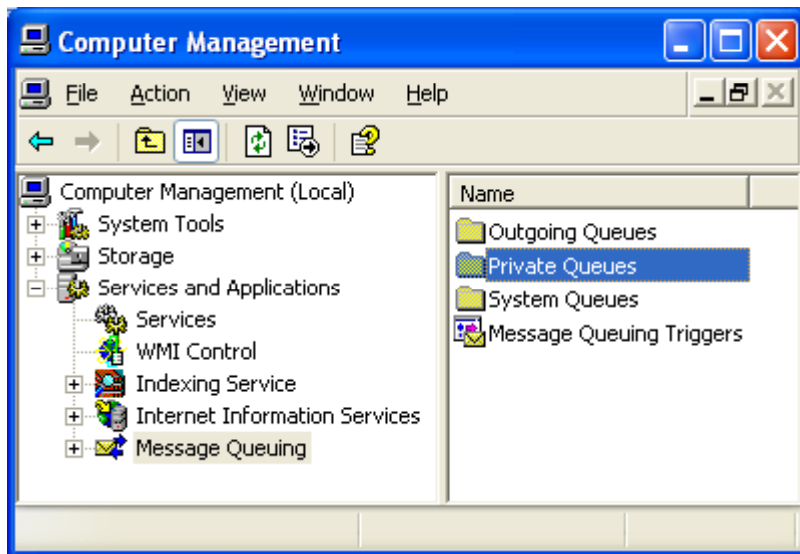 Computer Management
File Action View Window Help
Computer Management (Local)
System Tools
Storage
Services and Applications
Services
WMI Control
Indexing Service
Internet Information Services
Message Queuing
Name
Outgoing Queues
Private Queues
System Queues
Message Queuing Triggers